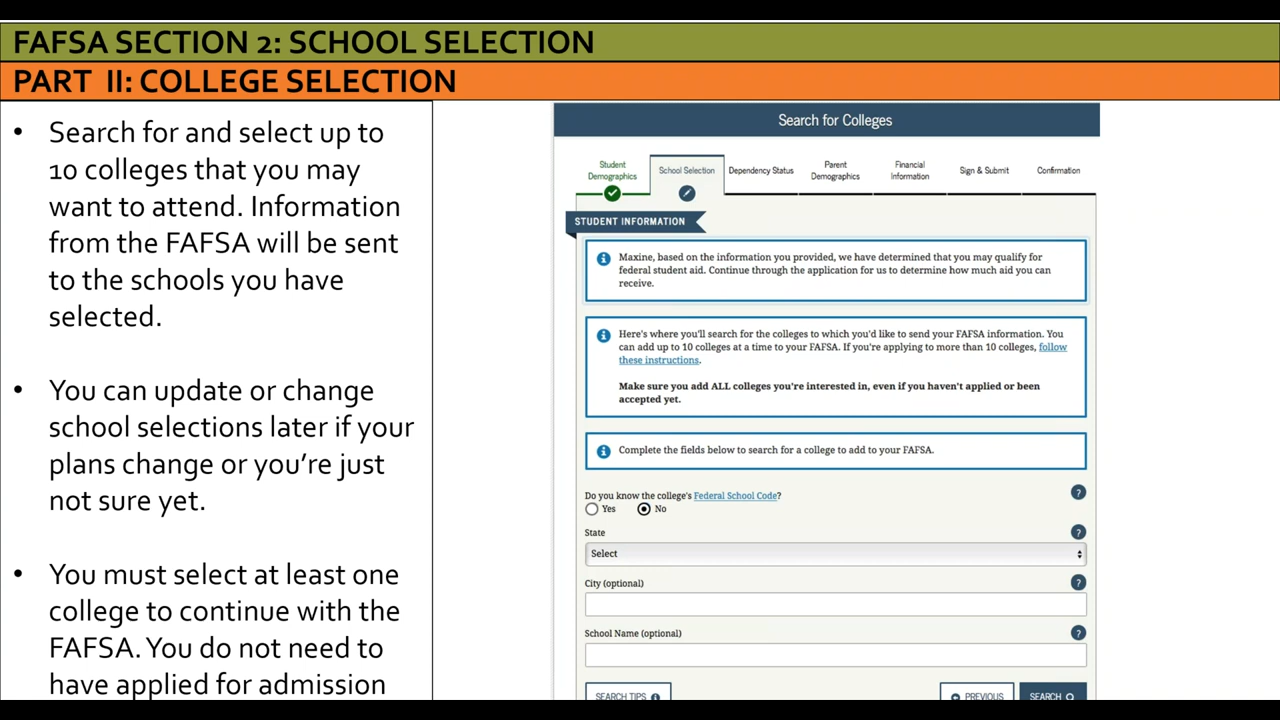 FAFSA SECTION 2: SCHOOL SELECTION
PART II: COLLEGE SELECTION
• Search for and select up to
10 colleges that you may
want to attend. Information
from the FAFSA will be sent
to the schools you have
selected.
• You can update or change
school selections later if your
plans change or you're just
not sure yet.
• You must select at least one
college to continue with the
FAFSA. You do not need to
have applied for admission
Search for Colleges
Student Demographics
School Selection
Dependency Status
Parent Demographics
Financial Information
Sign & Submit
Confirmation
STUDENT INFORMATION
Maxine, based on the information you provided, we have determined that you may qualify for
federal student aid. Continue through the application for us to determine how much aid you can
receive.
Here's where you'll search for the colleges to which you'd like to send your FAFSA information. You
can add up to 10 colleges at a time to your FAFSA. If you're applying to more than 10 colleges, follow
these instructions.
Make sure you add ALL colleges you're interested in, even if you haven't applied or been
accepted yet.
Complete the fields below to search for a college to add to your FAFSA.
Do you know the college's Federal School Code?
Yes No
State
Select
City (optional)
School Name (optional)
SEARCH TIPS PREVIOUS SEARCH